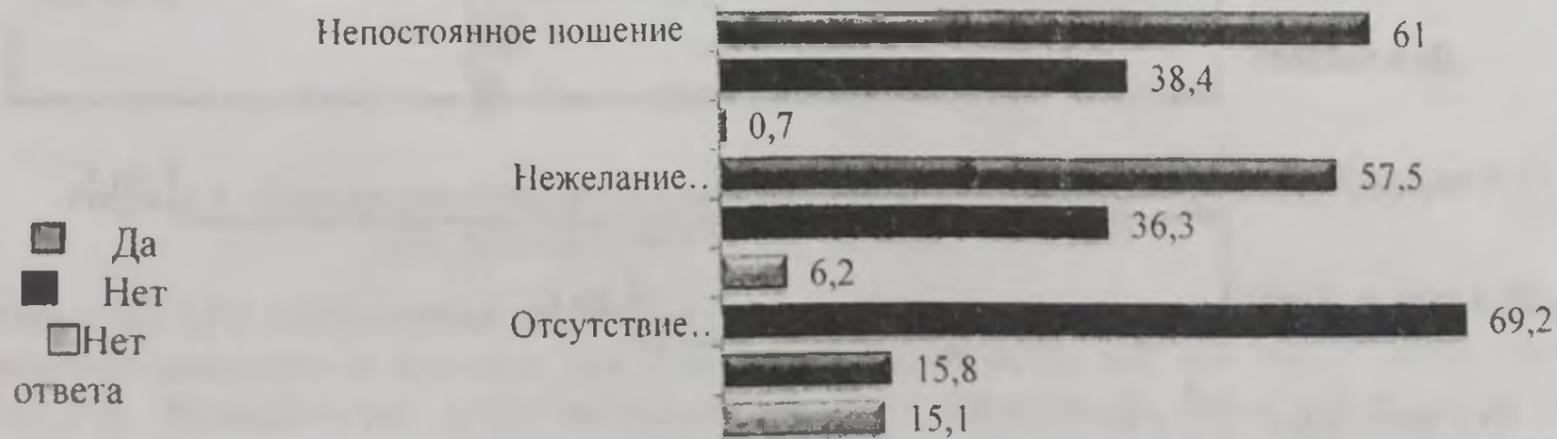 Непостоянное ношение 61
38,4
0,7
Нежелание.. 57,5
36,3
6,2
Отсутствие.. 69,2
15,8
15,1
Да
Нет
Нет
ответа